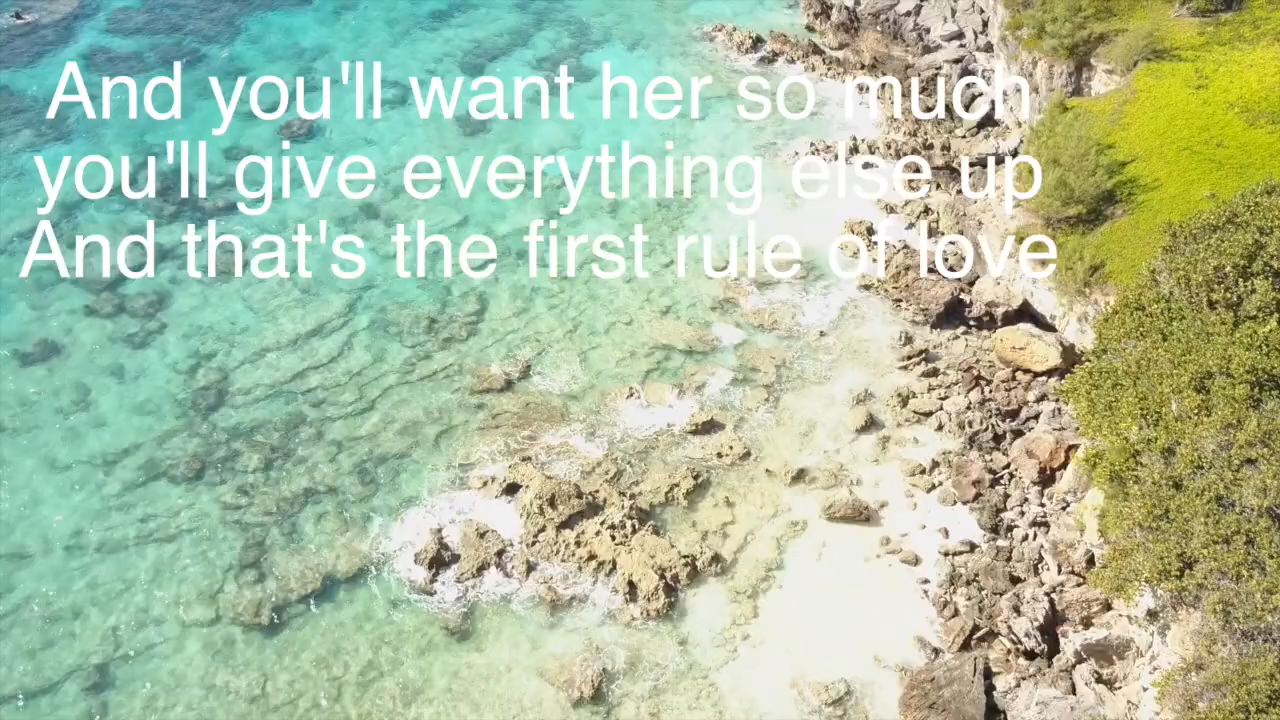 And you'll want her so much
you'll give everything else up
And that's the first rule of love